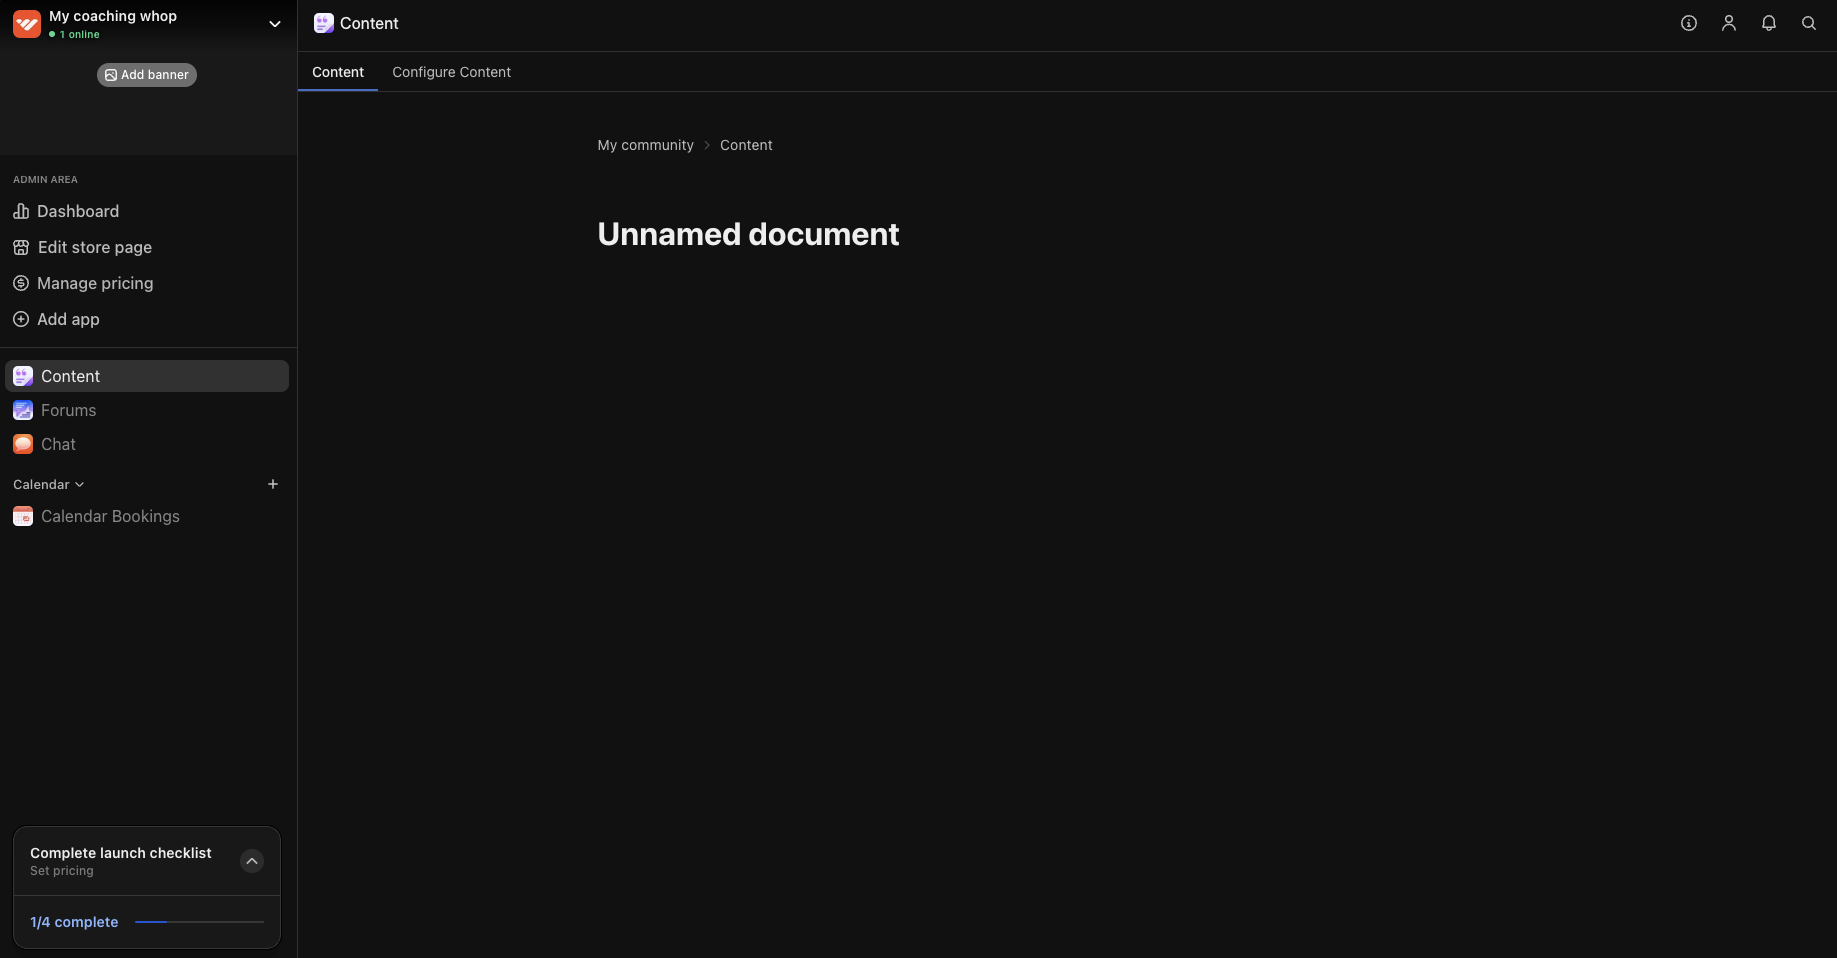 My coaching whop
1 online
Add banner
ADMIN AREA
Dashboard
Edit store page
Manage pricing
Add app
Content
Forums
Chat
Calendar
Calendar Bookings
Complete launch checklist
Set pricing
1/4 complete
Content
Content Configure Content
My community Content
Unnamed document